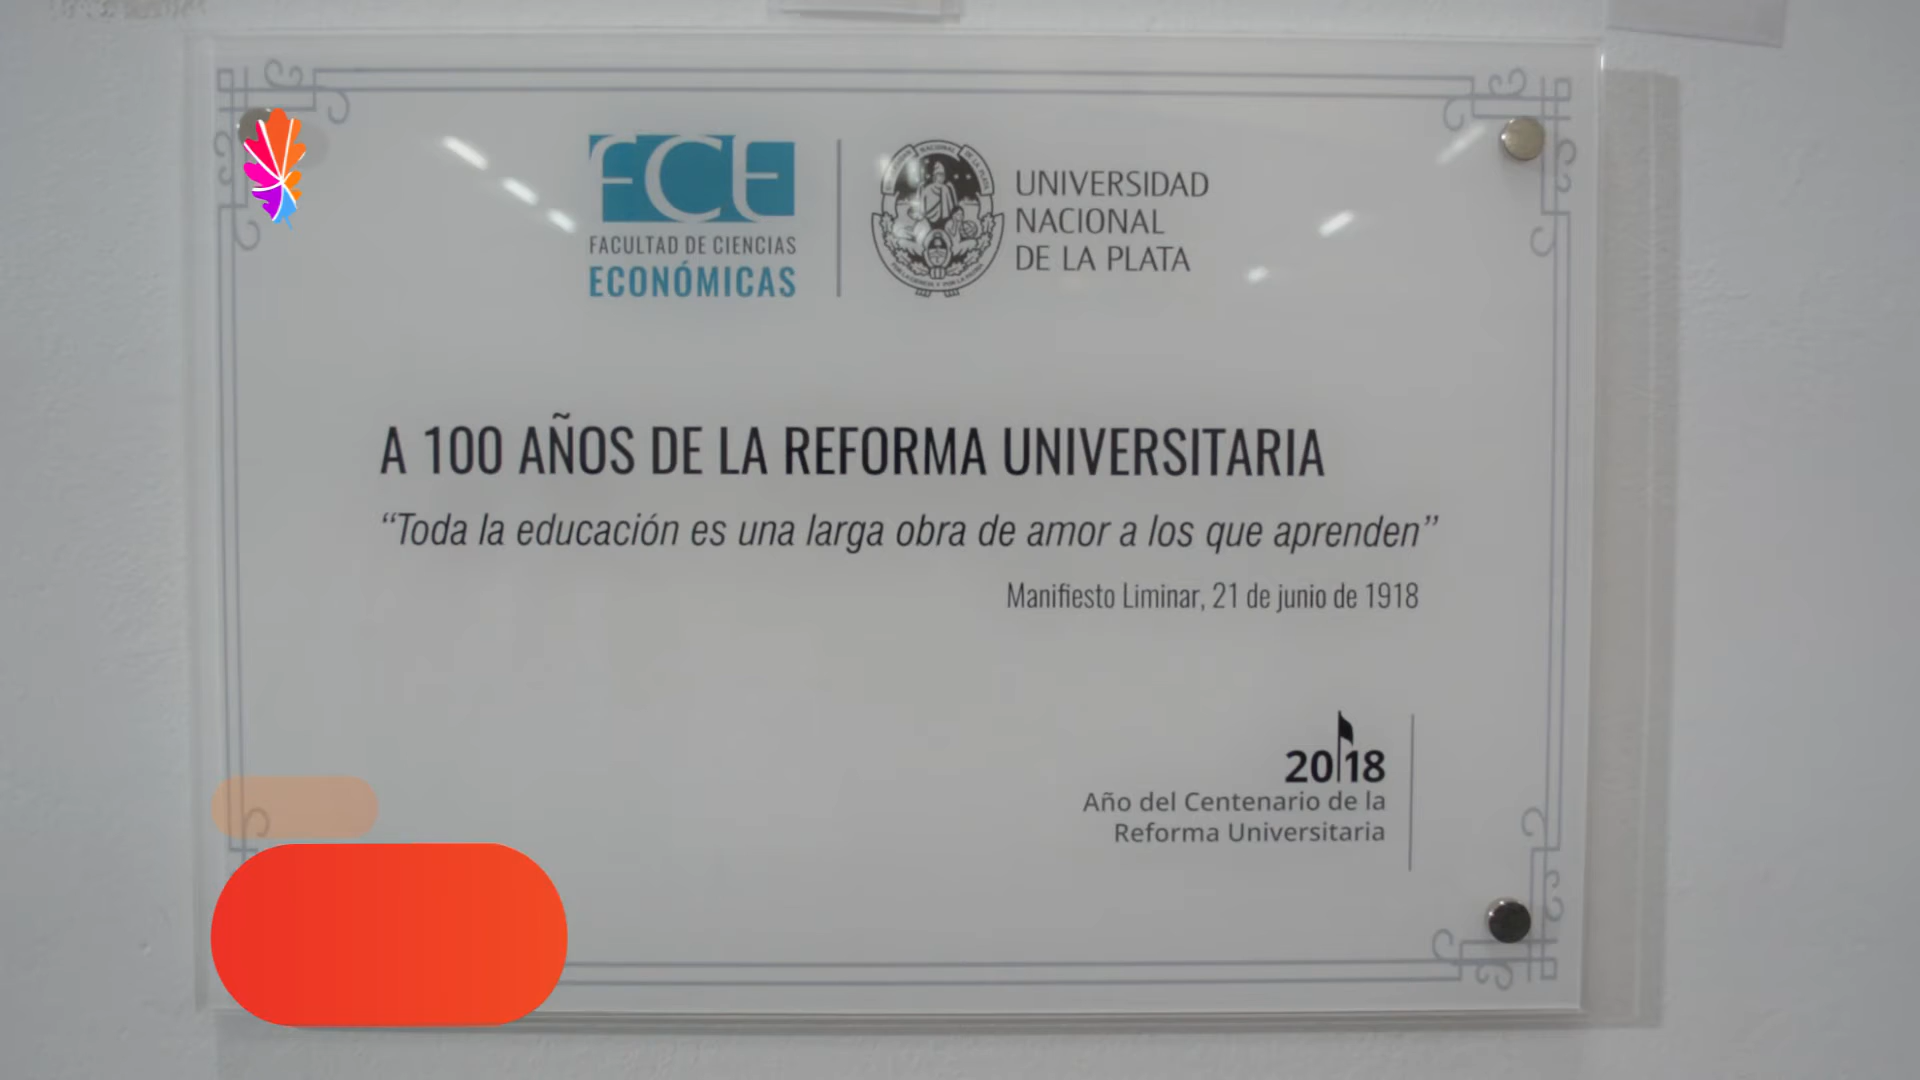 FCE
FACULTAD DE CIENCIAS
ECONÓMICAS
UNIVERSIDAD
NACIONAL
DE LA PLATA
A 100 AÑOS DE LA REFORMA UNIVERSITARIA
“Toda la educación es una larga obra de amor a los que aprenden”
Manifiesto Liminar, 21 de junio de 1918
2018
Año del Centenario de la
Reforma Universitaria